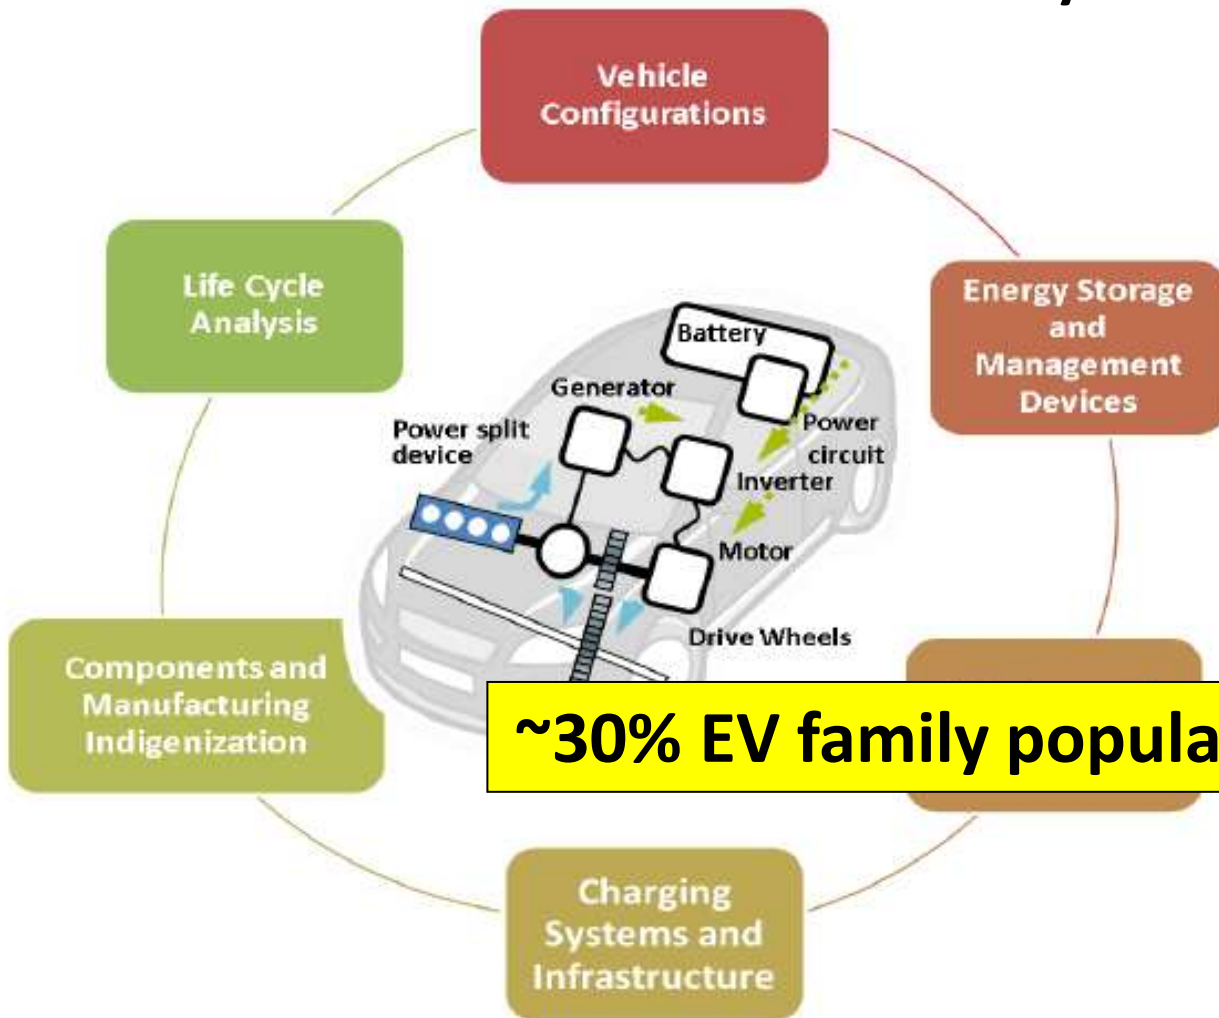 Vehicle
Configurations
Life Cycle
Analysis
Energy Storage
and
Management
Devices
Battery
Generator
Power split
device
Power
circuit
Inverter
Motor
Drive Wheels
Components and
Manufacturing
Indigenization
~30% EV family popula
Charging
Systems and
Infrastructure